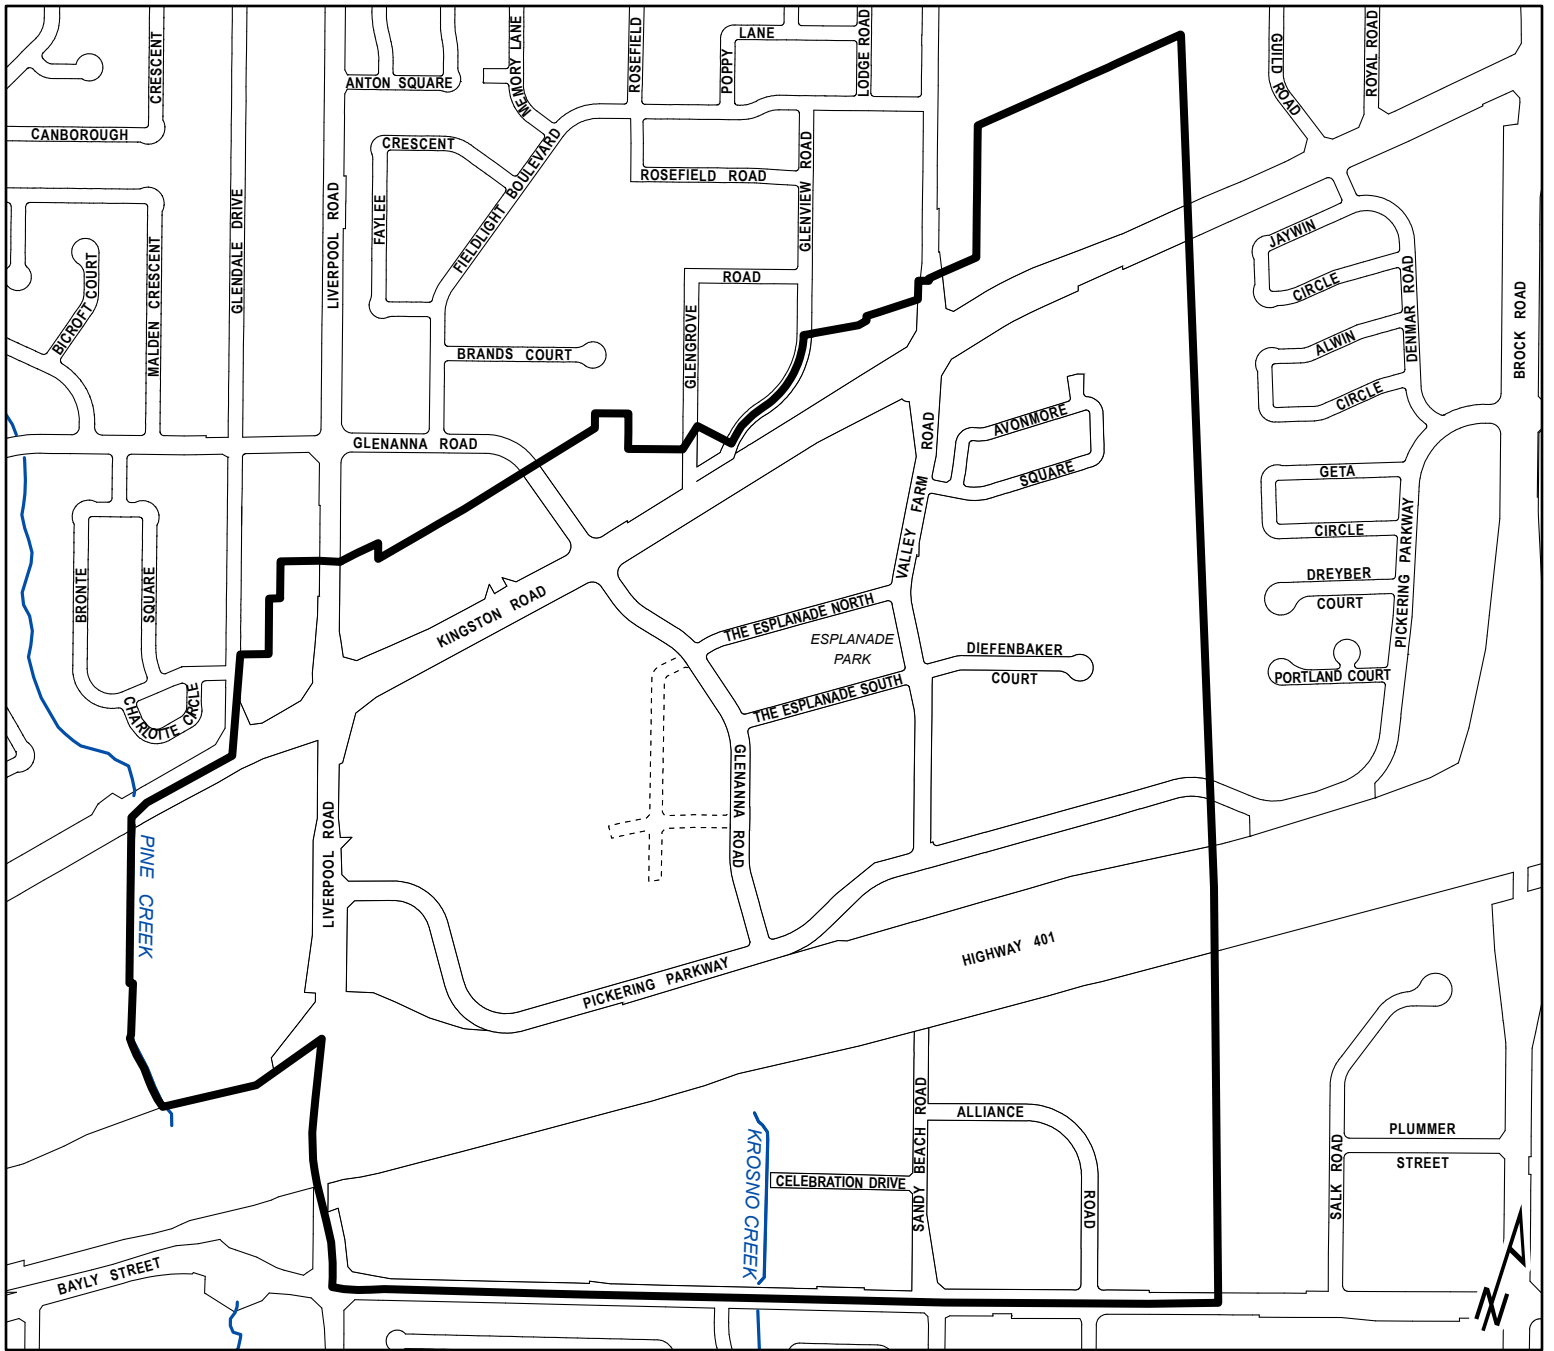 CRESCENT
ANTON SQUARE
MEMORY LANE
ROSEFIELD
POPPY
LANE
LODGE ROAD
GUILD ROAD
ROYAL ROAD
CANBOROUGH
CRESCENT
FIELDLIGHT BOULEVARD
ROSEFIELD ROAD
GLENVIEW ROAD
GLENDALE DRIVE
LIVERPOOL ROAD
FAYLEE
BICROFT COURT
MALDEN CRESCENT
ROAD
GLENGROVE
BRANDS COURT
GLENANNA ROAD
JAYWIN
CIRCLE
DENMAR ROAD
BROCK ROAD
ALWIN
CIRCLE
AVONMORE
SQUARE
VALLEY FARM ROAD
GETA
CIRCLE
DREYBER
COURT
PICKERING PARKWAY
PORTLAND COURT
BRONTE
SQUARE
CHARLOTTE CIRCLE
KINGSTON ROAD
THE ESPLANADE NORTH
ESPLANADE
PARK
THE ESPLANADE SOUTH
DIEFENBAKER
COURT
GLENANNA ROAD
LIVERPOOL ROAD
PINE CREEK
PICKERING PARKWAY
HIGHWAY 401
SANDY BEACH ROAD
ALLIANCE
ROAD
KROSNO CREEK
CELEBRATION DRIVE
SALK ROAD
PLUMMER
STREET
BAYLY STREET
N